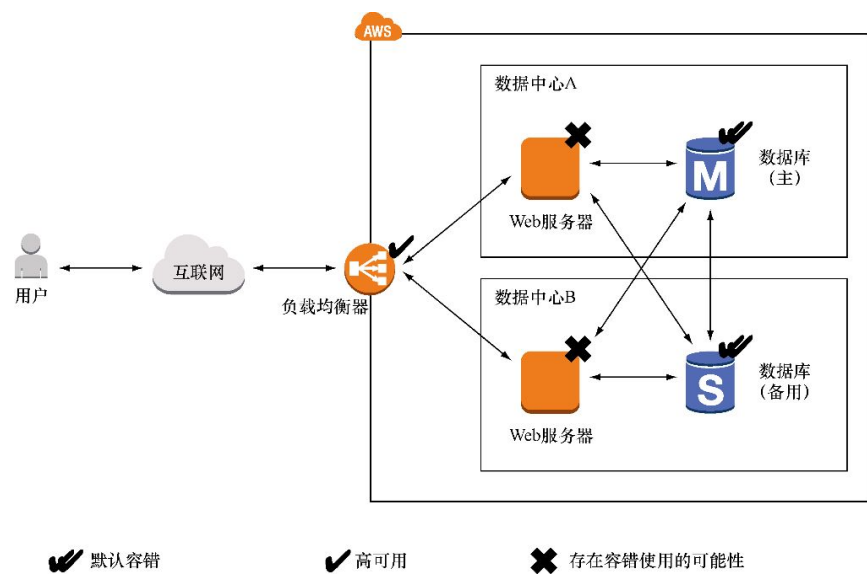 AWS
数据中心A
Web服务器
M
数据库
(主)
用户
互联网
负载均衡器
数据中心B
Web服务器
S
数据库
(备用)
默认容错
高可用
存在容错使用的可能性